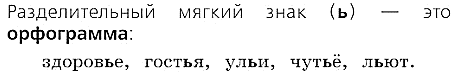 Разделительный мягкий знак (ь) — это
орфограмма:
здоровье, гостья, ульи, чутьё, льют.